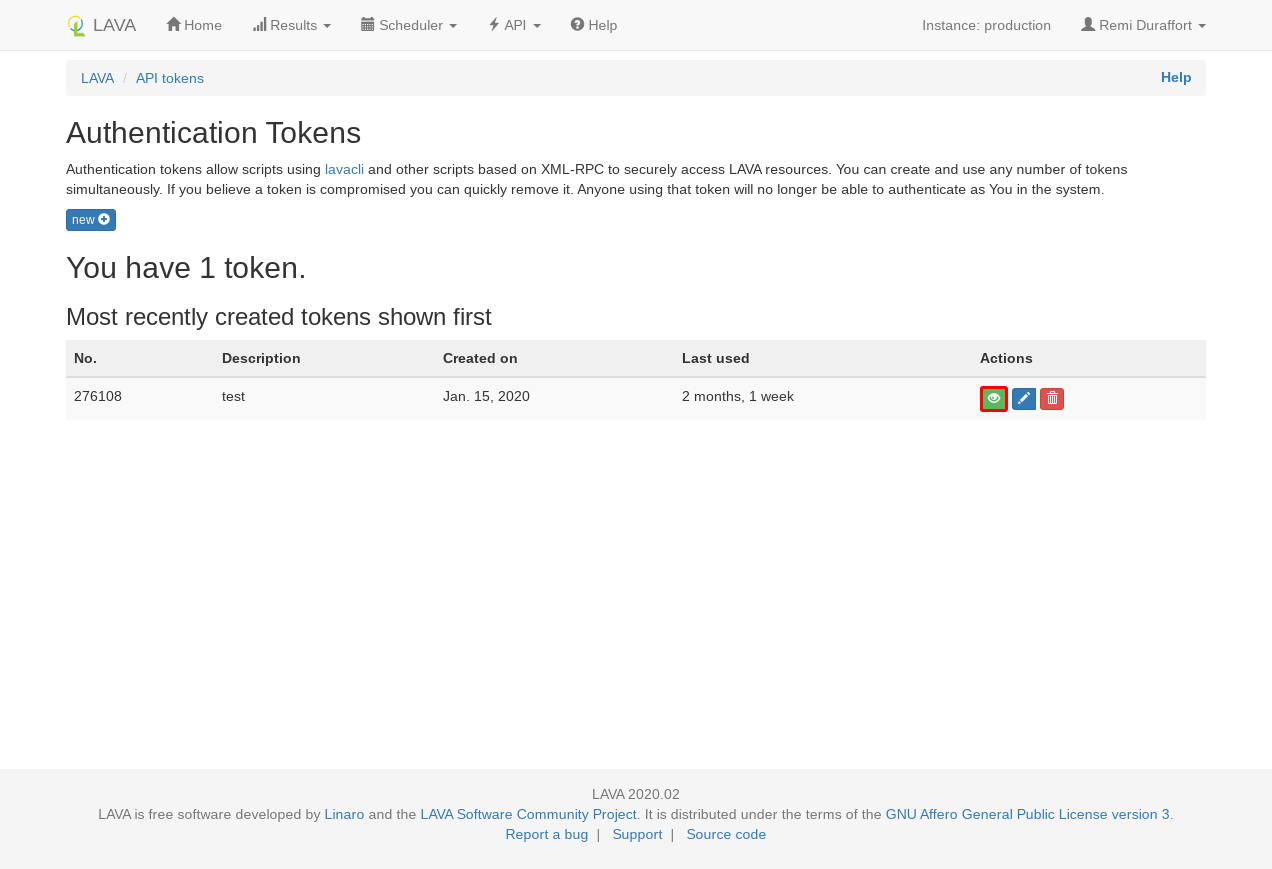 LAVA Home Results Scheduler API Help Instance: production Remi Duraffort
LAVA / API tokens Help
Authentication Tokens
Authentication tokens allow scripts using lavacli and other scripts based on XML-RPC to securely access LAVA resources. You can create and use any number of tokens
simultaneously. If you believe a token is compromised you can quickly remove it. Anyone using that token will no longer be able to authenticate as You in the system.
new
You have 1 token.
Most recently created tokens shown first
No. Description Created on Last used Actions
276108 test Jan. 15, 2020 2 months, 1 week
LAVA 2020.02
LAVA is free software developed by Linaro and the LAVA Software Community Project. It is distributed under the terms of the GNU Affero General Public License version 3.
Report a bug | Support | Source code